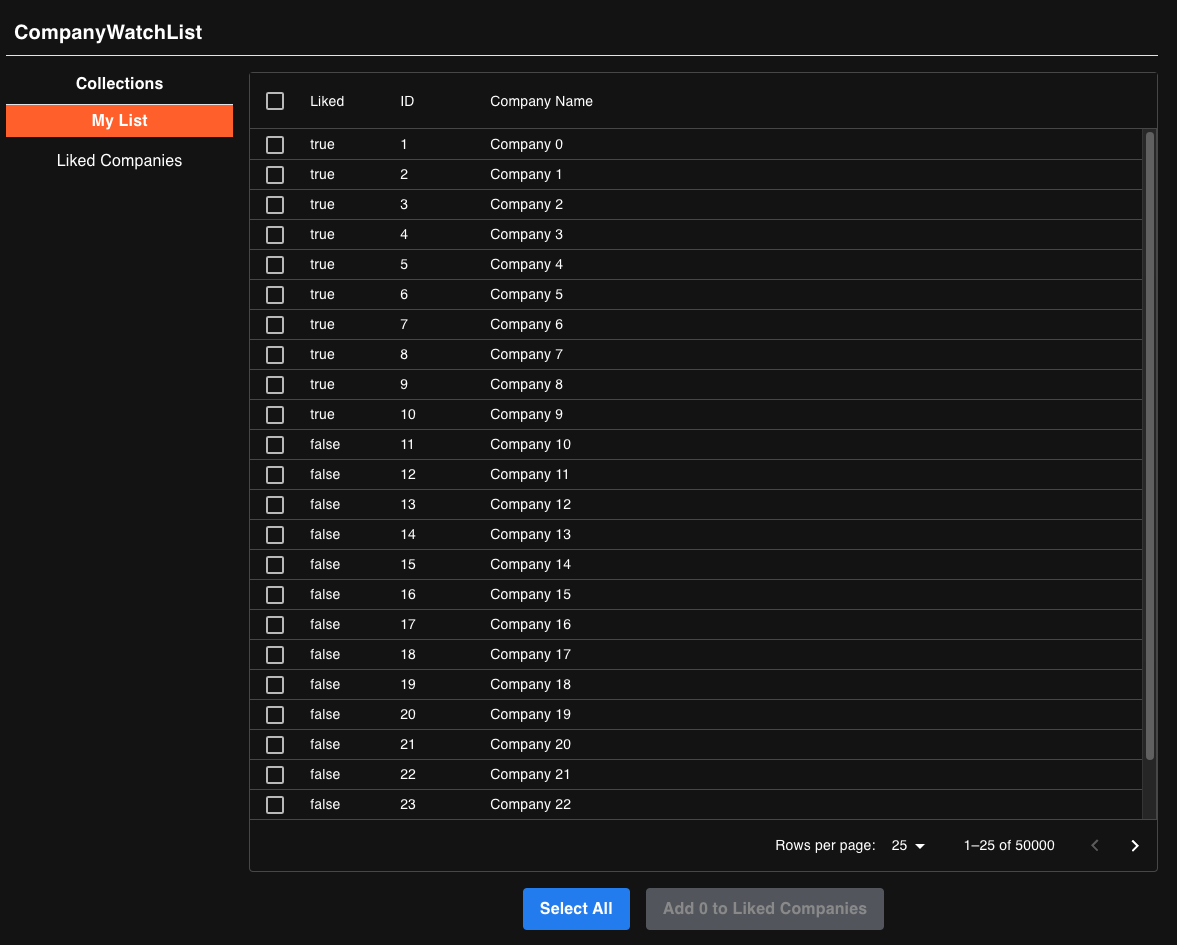 CompanyWatchList
Collections
My List
Liked Companies
Liked ID Company Name
true 1 Company 0
true 2 Company 1
true 3 Company 2
true 4 Company 3
true 5 Company 4
true 6 Company 5
true 7 Company 6
true 8 Company 7
true 9 Company 8
true 10 Company 9
false 11 Company 10
false 12 Company 11
false 13 Company 12
false 14 Company 13
false 15 Company 14
false 16 Company 15
false 17 Company 16
false 18 Company 17
false 19 Company 18
false 20 Company 19
false 21 Company 20
false 22 Company 21
false 23 Company 22
Rows per page: 25 1–25 of 50000
Select All Add 0 to Liked Companies